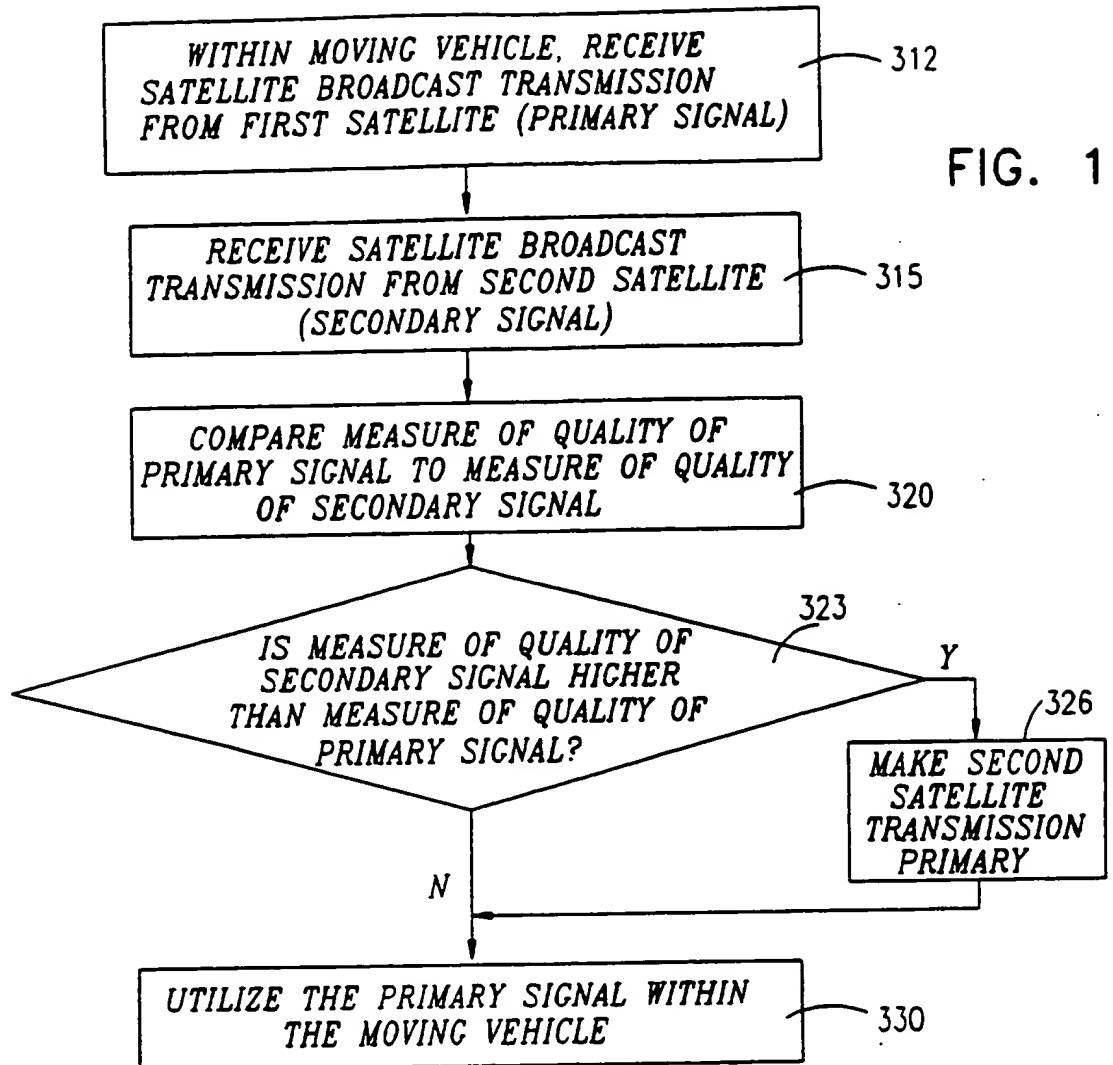 WITHIN MOVING VEHICLE, RECEIVE
SATELLITE BROADCAST TRANSMISSION
FROM FIRST SATELLITE (PRIMARY SIGNAL)
312
FIG. 1
RECEIVE SATELLITE BROADCAST
TRANSMISSION FROM SECOND SATELLITE
(SECONDARY SIGNAL)
315
COMPARE MEASURE OF QUALITY OF
PRIMARY SIGNAL TO MEASURE OF QUALITY
OF SECONDARY SIGNAL
320
IS MEASURE OF QUALITY OF
SECONDARY SIGNAL HIGHER
THAN MEASURE OF QUALITY OF
PRIMARY SIGNAL?
323
Y
326
MAKE SECOND
SATELLITE
TRANSMISSION
PRIMARY
N
UTILIZE THE PRIMARY SIGNAL WITHIN
THE MOVING VEHICLE
330